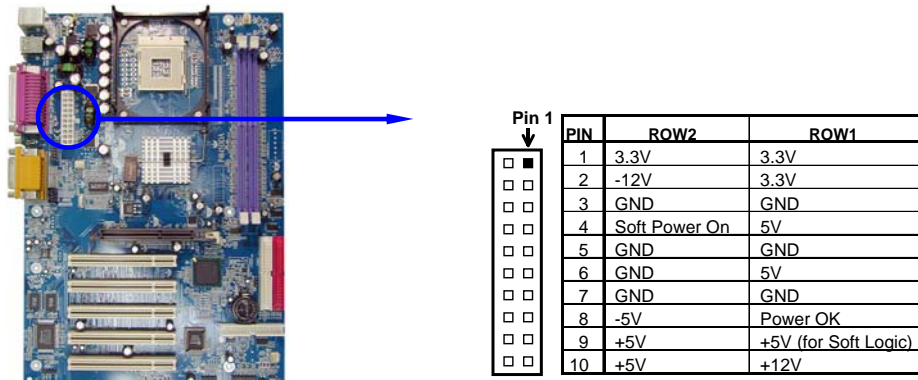 Pin 1
PIN ROW2 ROW1
1 3.3V 3.3V
2 -12V 3.3V
3 GND GND
4 Soft Power On 5V
5 GND GND
6 GND 5V
7 GND GND
8 -5V Power OK
9 +5V +5V (for Soft Logic)
10 +5V +12V